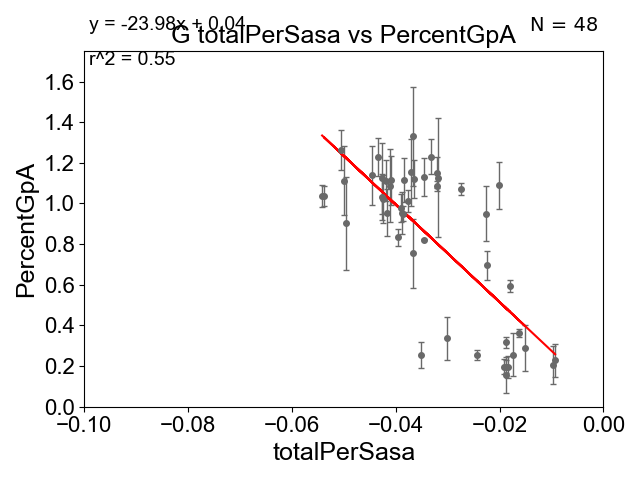 y = -23.98x + 0.04
G totalPerSasa vs PercentGpA
N = 48
r^2 = 0.55
PercentGpA
1.6
1.4
1.2
1.0
0.8
0.6
0.4
0.2
0.0
−0.10 −0.08 −0.06 −0.04 −0.02 0.00
totalPerSasa